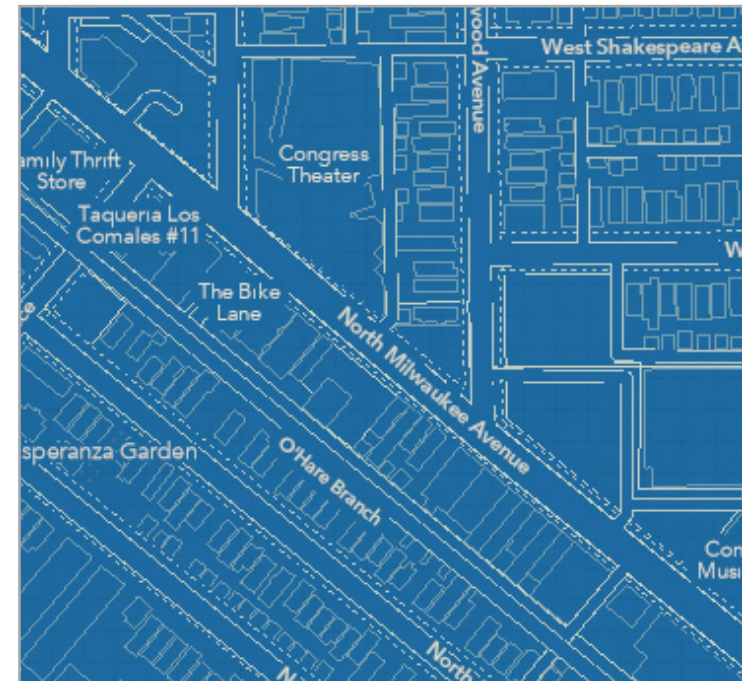 West Shakespeare A
wood Avenue
Congress
Theater
amily Thrift
Store
Taqueria Los
Comales #11
W
The Bike
Lane
North Milwaukee Avenue
speranza Garden
O'Hare Branch
Con
Musi
North
N